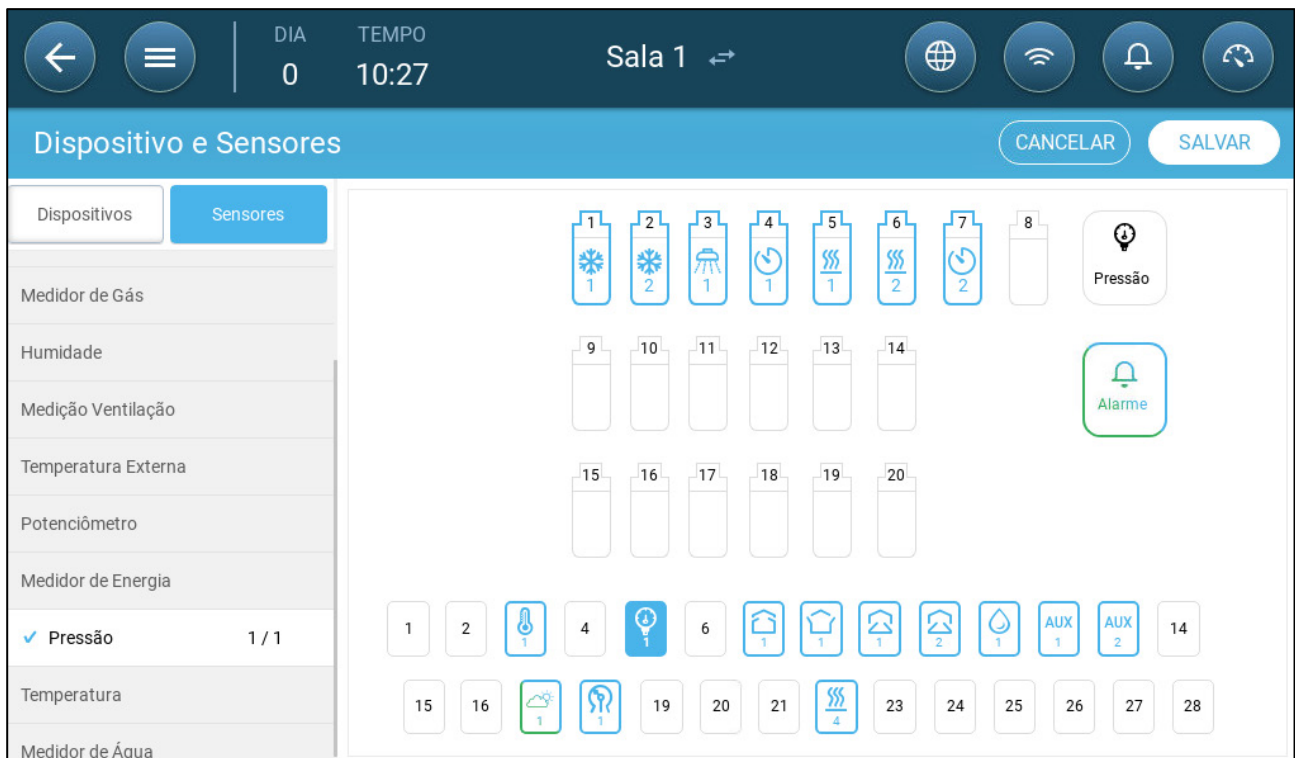 DIA TEMPO
0 10:27 Sala 1
Dispositivo e Sensores CANCELAR SALVAR
Dispositivos Sensores
Medidor de Gás
Humidade
Medição Ventilação
Temperatura Externa
Potenciômetro
Medidor de Energia
Pressão 1 / 1
Temperatura
Medidor de Água
1 2 3 4 5 6 7 8
1 2 1 1 1 2 2
Pressão
9 10 11 12 13 14
Alarme
15 16 17 18 19 20
1 2 1 4 1 6 1 1 1 2 1 AUX 1 AUX 2 14
15 16 1 1 19 20 21 4 23 24 25 26 27 28